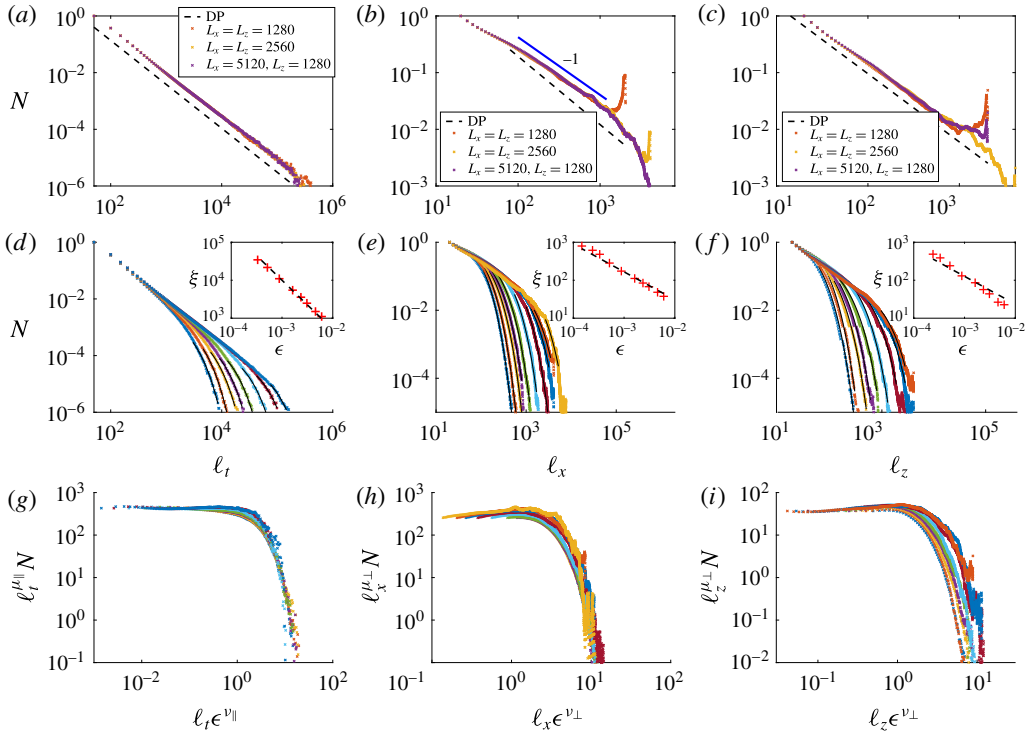 (a)
10^0
10^-2
10^-4
10^-6
N
10^2
10^4
10^6
DP
L_x = L_z = 1280
L_x = L_z = 2560
L_x = 5120, L_z = 1280
(b)
10^0
10^-1
10^-2
10^-3
10^1
10^2
10^3
−1
DP
L_x = L_z = 1280
L_x = L_z = 2560
L_x = 5120, L_z = 1280
(c)
10^0
10^-1
10^-2
10^-3
10^1
10^2
10^3
DP
L_x = L_z = 1280
L_x = L_z = 2560
L_x = 5120, L_z = 1280
(d)
10^0
10^-2
10^-4
10^-6
N
10^2
10^4
10^6
ℓ_t
10^5
10^4
10^3
ξ
10^-4
10^-3
10^-2
ϵ
(e)
10^0
10^-2
10^-4
10^1
10^3
10^5
ℓ_x
10^3
10^2
10^1
ξ
10^-4
10^-3
10^-2
ϵ
(f)
10^0
10^-2
10^-4
10^1
10^3
10^5
ℓ_z
10^3
10^2
10^1
ξ
10^-4
10^-3
10^-2
ϵ
(g)
10^3
10^2
10^1
10^0
10^-1
ℓ_t^{μ_∥} N
10^-2
10^0
10^2
ℓ_t ϵ^{ν_∥}
(h)
10^3
10^2
10^1
10^0
10^-1
ℓ_x^{μ_⊥} N
10^-1
10^0
10^1
10^2
ℓ_x ϵ^{ν_⊥}
(i)
10^2
10^1
10^0
10^-1
10^-2
ℓ_z^{μ_⊥} N
10^-1
10^0
10^1
10^2
ℓ_z ϵ^{ν_⊥}